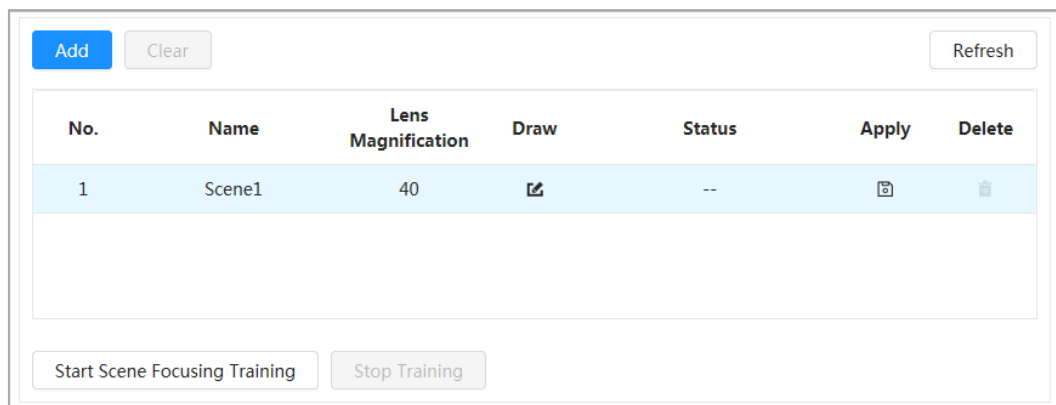 Add Clear Refresh
No. Name Lens Magnification Draw Status Apply Delete
1 Scene1 40 --
Start Scene Focusing Training Stop Training